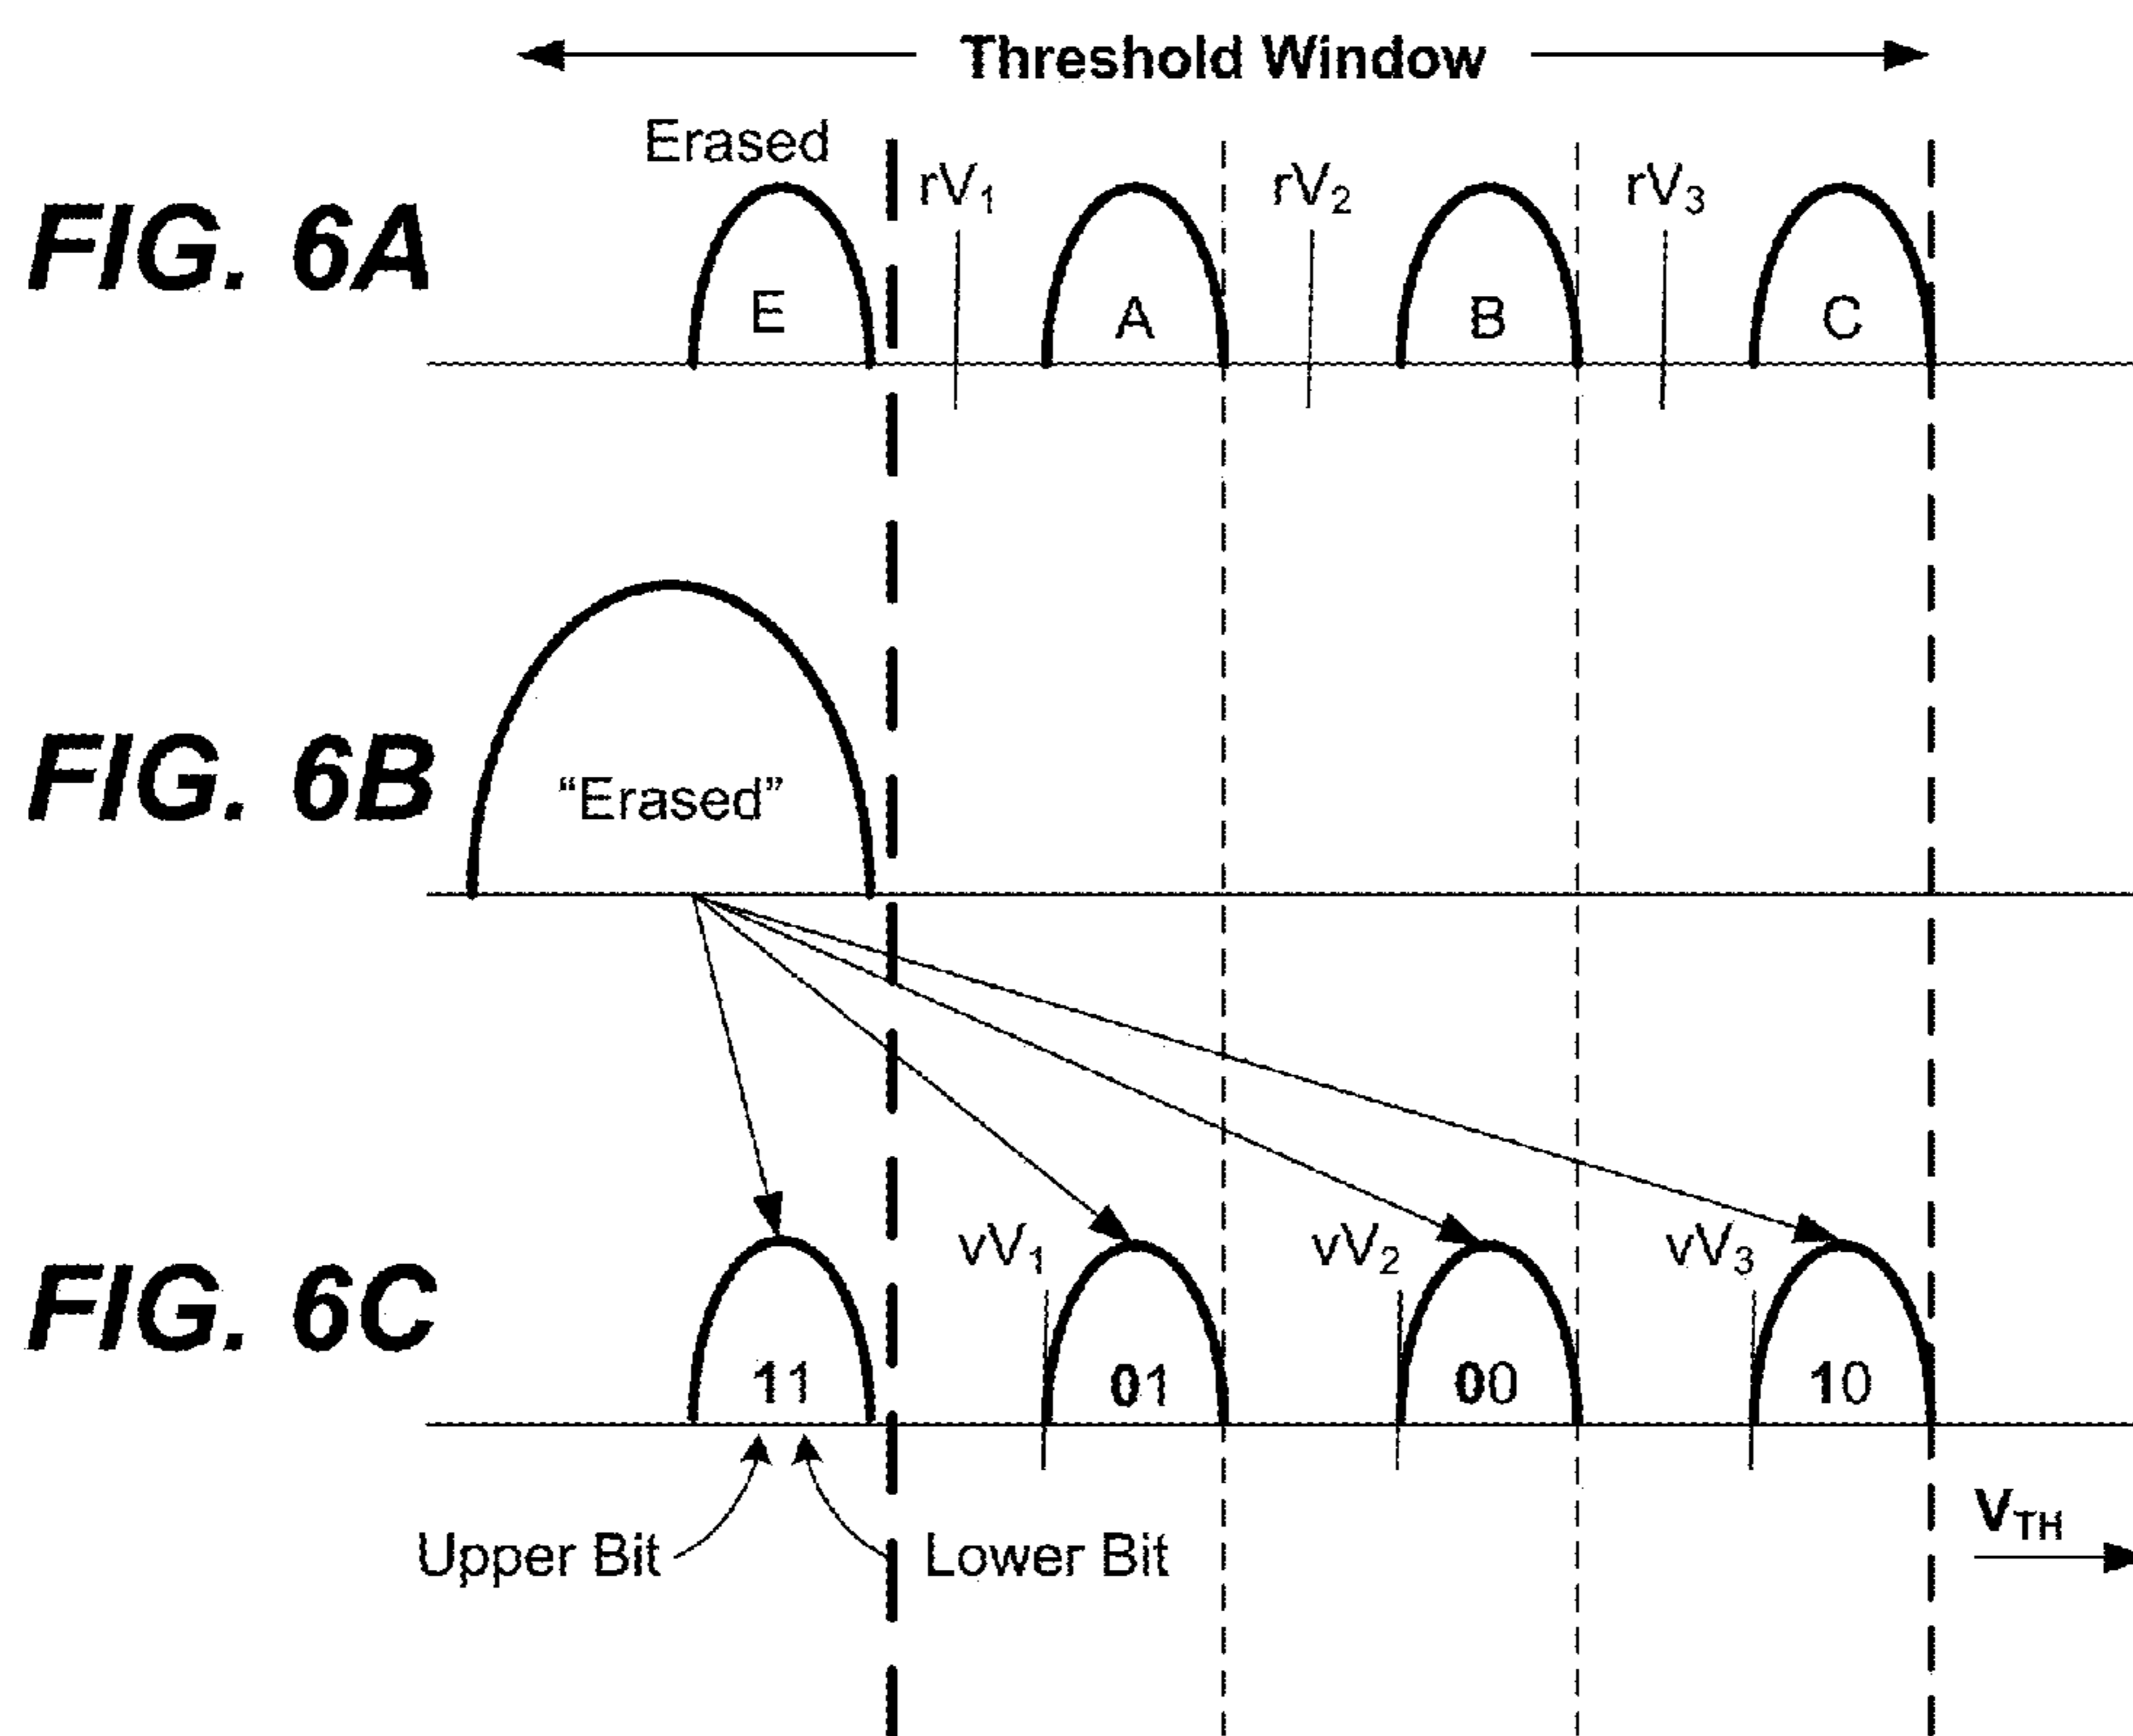 Threshold Window
Erased
rV1 rV2 rV3
FIG. 6A
E A B C
FIG. 6B
“Erased”
vV1 vV2 vV3
FIG. 6C
11 01 00 10
VTH
Upper Bit Lower Bit